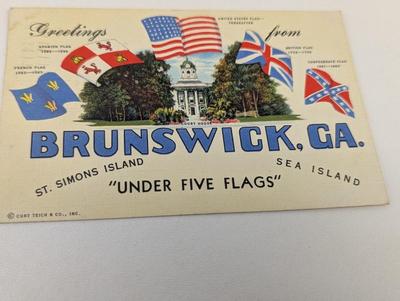 Greetings from
UNITED STATES FLAG—
THEREAFTER
SPANISH FLAG
BRITISH FLAG
FRENCH FLAG
CONFEDERATE FLAG
COURT HOUSE
BRUNSWICK, GA.
ST. SIMONS ISLAND
SEA ISLAND
"UNDER FIVE FLAGS"
© CURT TEICH & CO., INC.